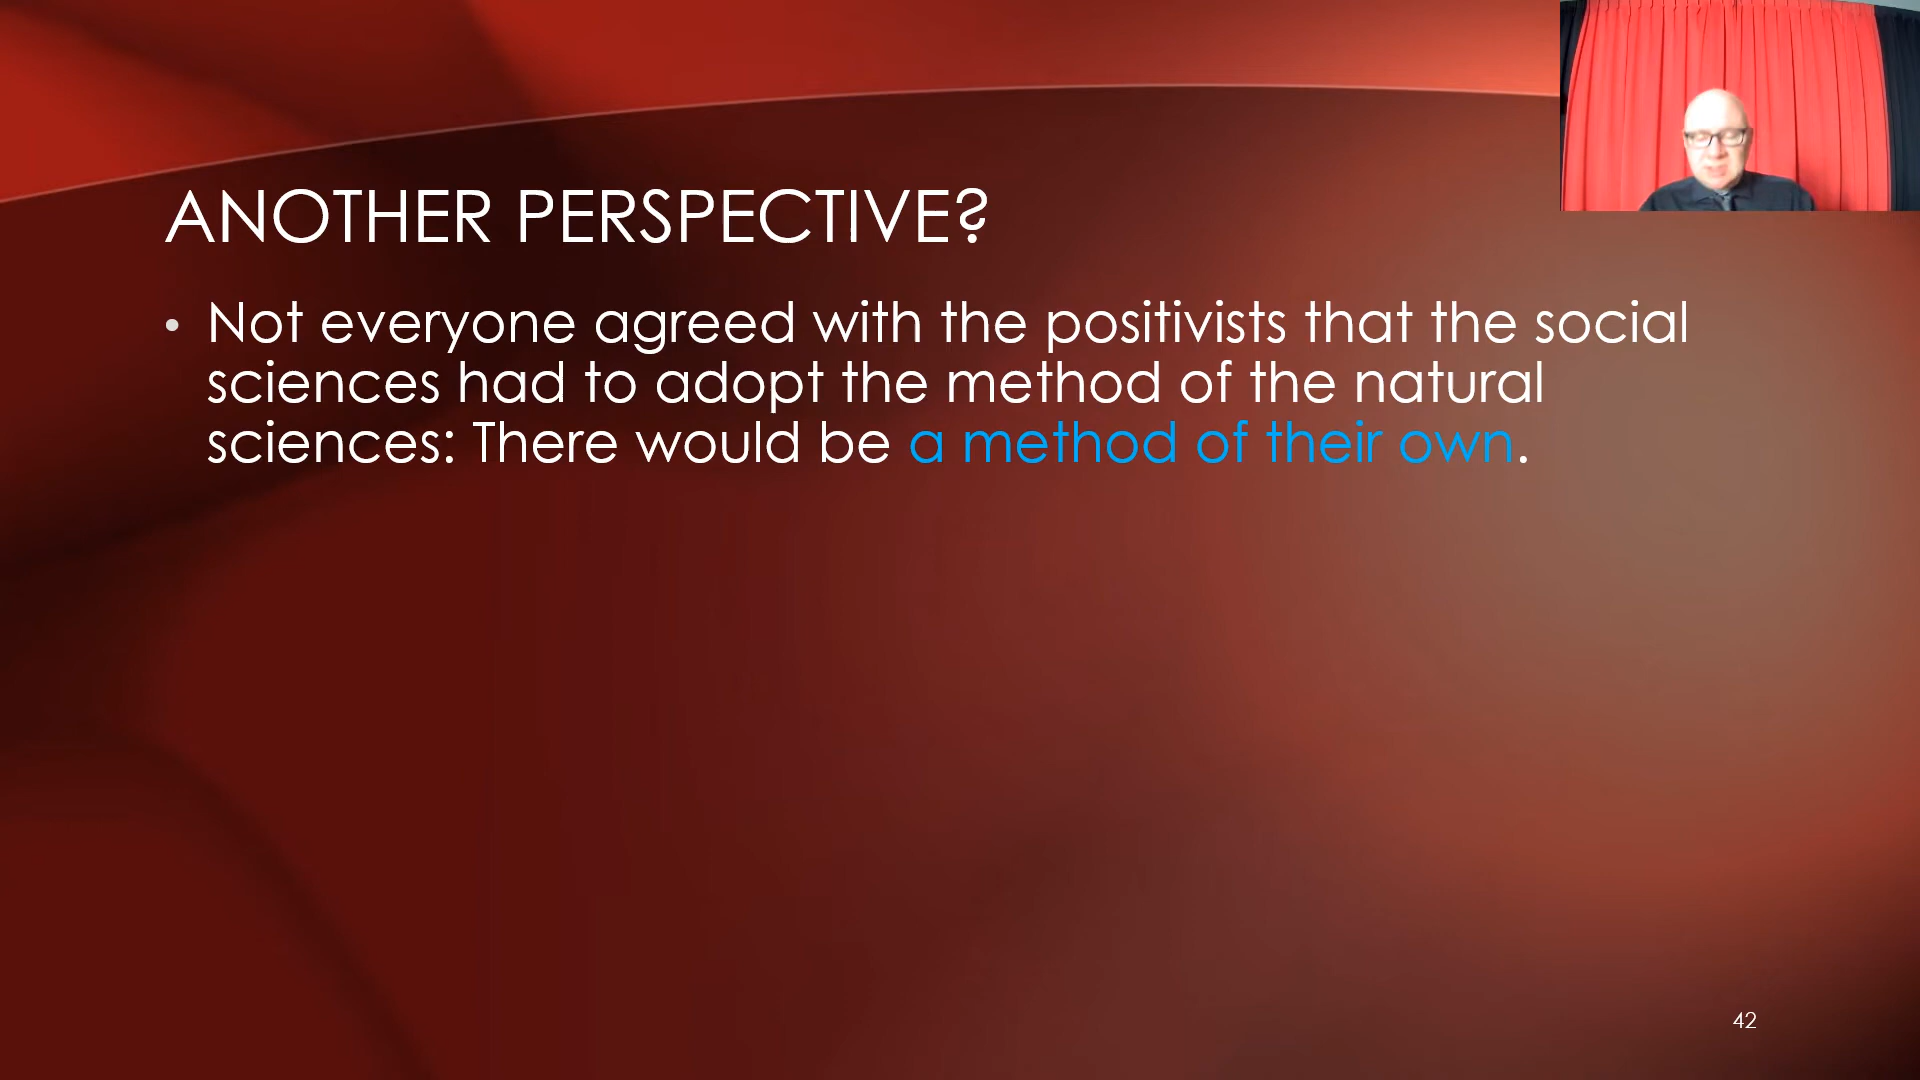 ANOTHER PERSPECTIVE?
• Not everyone agreed with the positivists that the social
sciences had to adopt the method of the natural
sciences: There would be a method of their own.
42